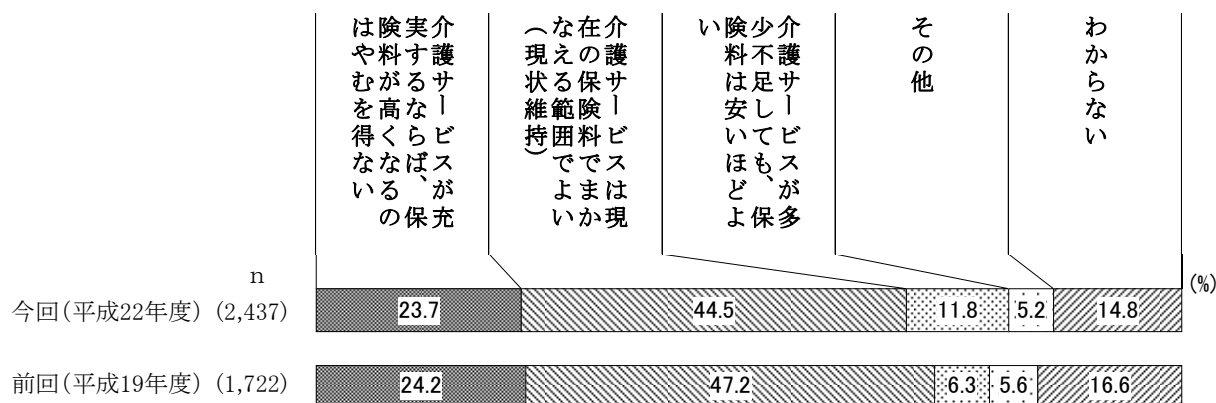 介護サービスが充
実するならば、保
険料が高くなるの
はやむを得ない
介護サービスは現
在の保険料でまか
なえる範囲でよい
（現状維持）
介護サービスが多
少不足しても、保
険料は安いほどよ
い
その他
わからない
n
(%)
今回(平成22年度) (2,437)
23.7
44.5
11.8
5.2
14.8
前回(平成19年度) (1,722)
24.2
47.2
6.3
5.6
16.6